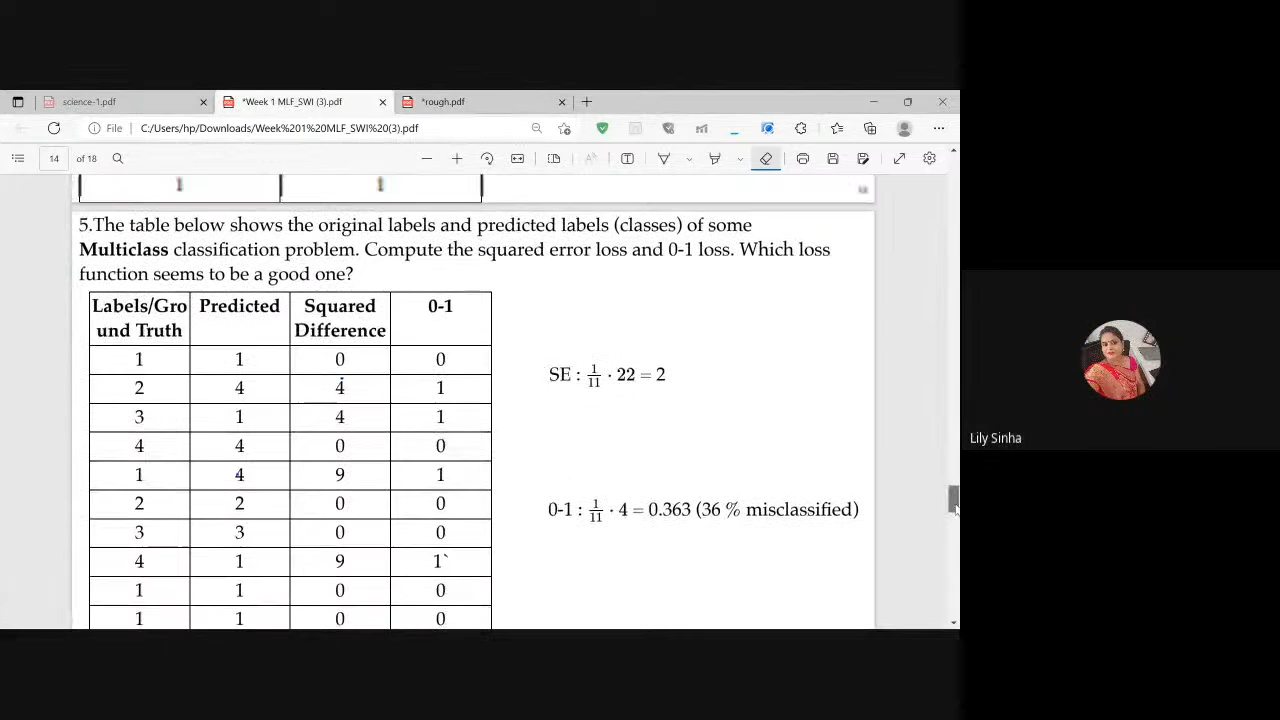 science-1.pdf
*Week 1 MLF_SWI (3).pdf
*rough.pdf
File
C:/Users/hp/Downloads/Week%201%20MLF_SWI%20(3).pdf
14 of 18
1 1
5.The table below shows the original labels and predicted labels (classes) of some
Multiclass classification problem. Compute the squared error loss and 0-1 loss. Which loss
function seems to be a good one?
Labels/Gro Predicted Squared 0-1
und Truth Difference
1 1 0 0
SE : 1/11 · 22 = 2
2 4 4 1
3 1 4 1
4 4 0 0
1 4 9 1
2 2 0 0
0-1 : 1/11 · 4 = 0.363 (36 % misclassified)
3 3 0 0
4 1 9 1`
1 1 0 0
1 1 0 0
Lily Sinha